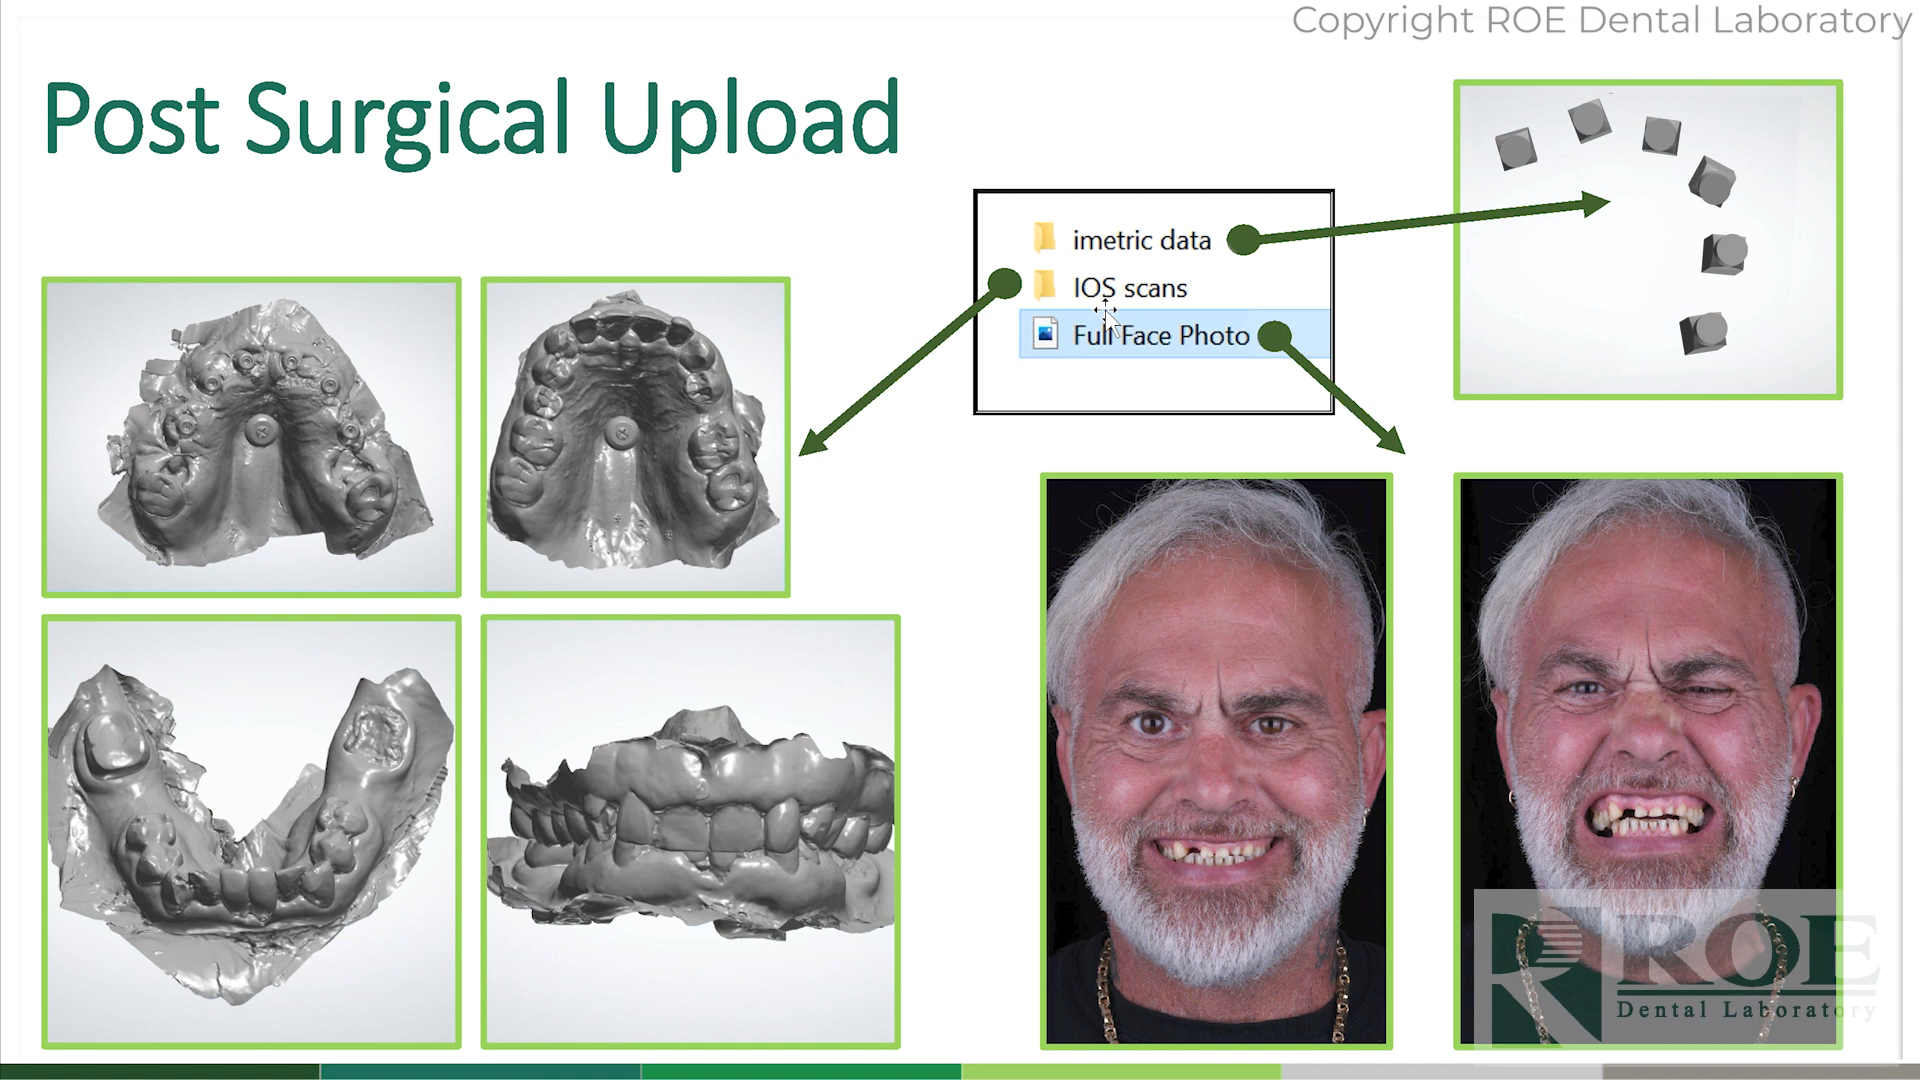 Copyright ROE Dental Laboratory
Post Surgical Upload
imetric data
IOS scans
Full Face Photo
ROE
Dental Laboratory